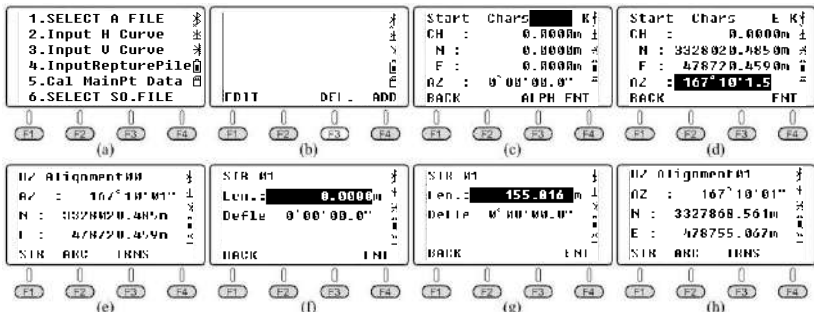 1.SELECT A FILE
2.Input H Curve
3.Input V Curve
4.InputRepturePile
5.Cal MainPt Data
6.SELECT SO.FILE
F1 F2 F3 F4
(a)
EDIT DEL. ADD
F1 F2 F3 F4
(b)
Start Chars K
CH : 0.0000m
N : 0.0000m
E : 0.0000m
AZ : 0°00'00.0"
BACK ALPH ENT
F1 F2 F3 F4
(c)
Start Chars E K
CH : 0.0000m
N : 3328020.4850m
E : 478720.4590m
AZ : 167°10'1.5
BACK ENT
F1 F2 F3 F4
(d)
HZ Alignment00
AZ : 167°10'01"
N : 3328020.485m
E : 478720.459m
STR ARC TRNS
F1 F2 F3 F4
(e)
STR 01
Len.: 0.0000m
Defle 0°00'00.0"
BACK ENT
F1 F2 F3 F4
(f)
STR 01
Len.: 155.816 m
Defle 0°00'00.0"
BACK ENT
F1 F2 F3 F4
(g)
HZ Alignment01
AZ : 167°10'01"
N : 3327868.561m
E : 478755.067m
STR ARC TRNS
F1 F2 F3 F4
(h)